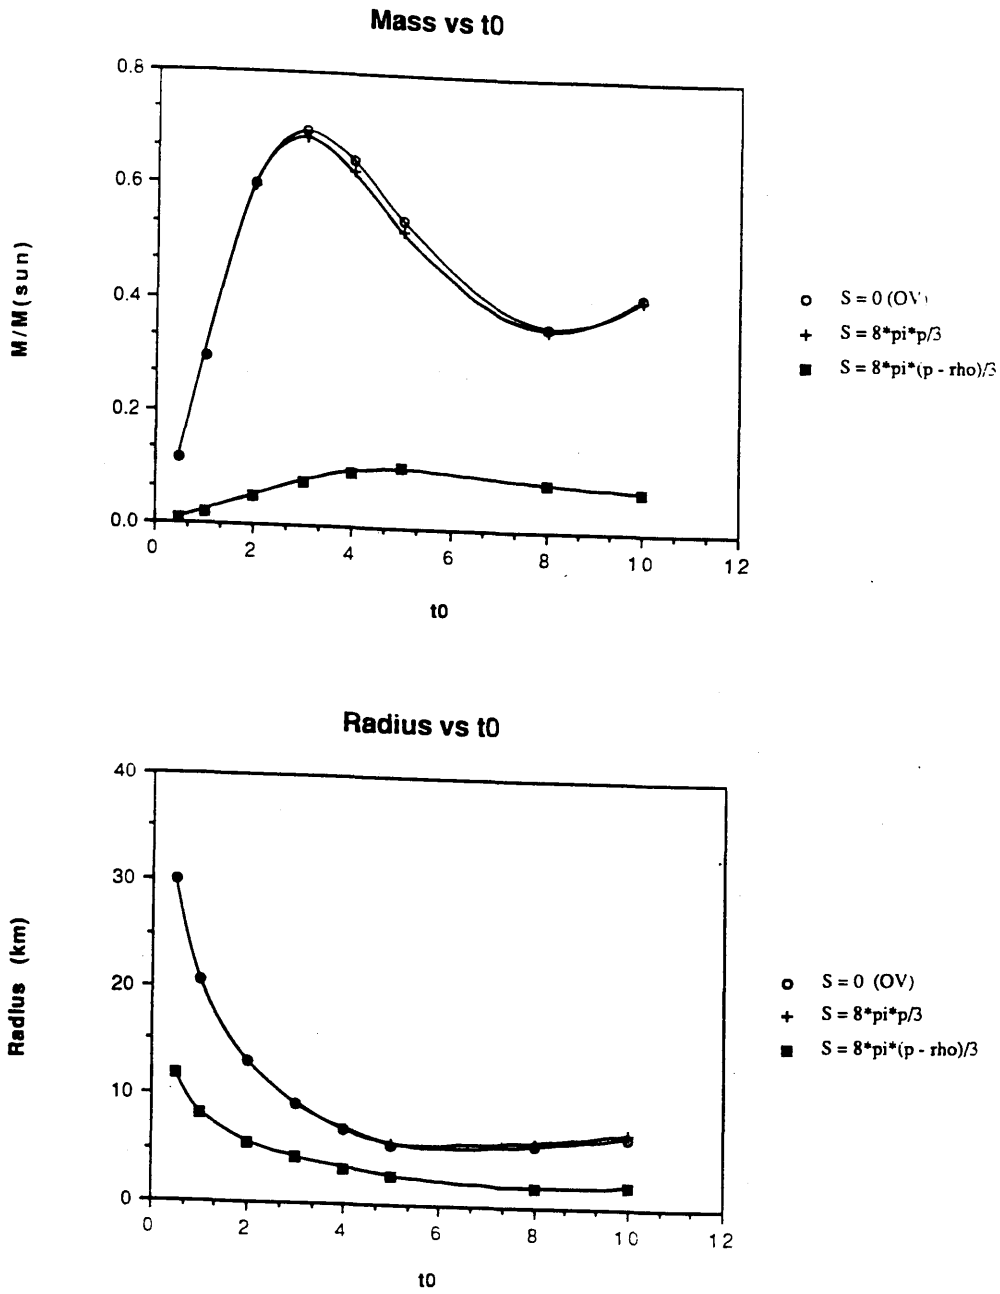 Mass vs t0
0.8
0.6
0.4
0.2
0.0
M/M(sun)
0 2 4 6 8 10 12
t0
S = 0 (OV)
S = 8*pi*p/3
S = 8*pi*(p - rho)/3
Radius vs t0
40
30
20
10
0
Radius (km)
0 2 4 6 8 10 12
t0
S = 0 (OV)
S = 8*pi*p/3
S = 8*pi*(p - rho)/3